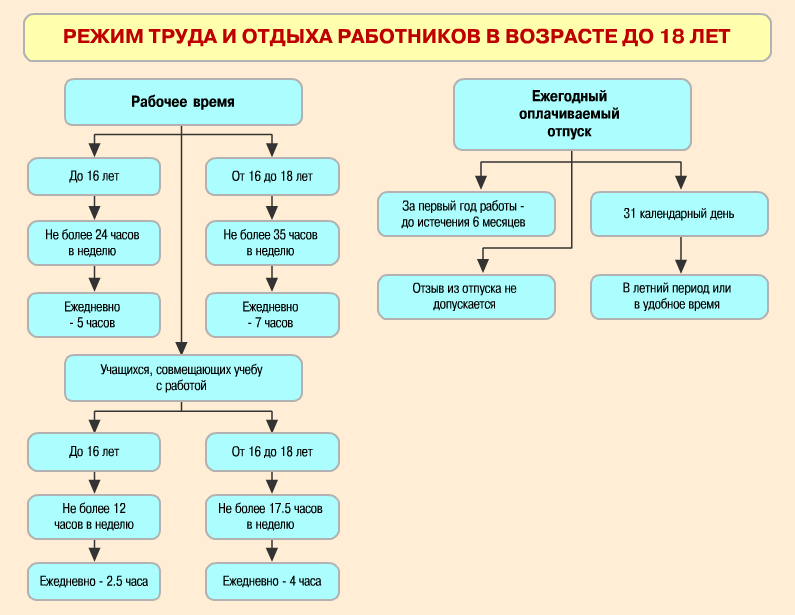 РЕЖИМ ТРУДА И ОТДЫХА РАБОТНИКОВ В ВОЗРАСТЕ ДО 18 ЛЕТ
Рабочее время
До 16 лет
Не более 24 часов
в неделю
Ежедневно
- 5 часов
От 16 до 18 лет
Не более 35 часов
в неделю
Ежедневно
- 7 часов
Учащихся, совмещающих учебу
с работой
До 16 лет
Не более 12
часов в неделю
Ежедневно - 2.5 часа
От 16 до 18 лет
Не более 17.5 часов
в неделю
Ежедневно - 4 часа
Ежегодный
оплачиваемый
отпуск
За первый год работы -
до истечения 6 месяцев
Отзыв из отпуска не
допускается
31 календарный день
В летний период или
в удобное время